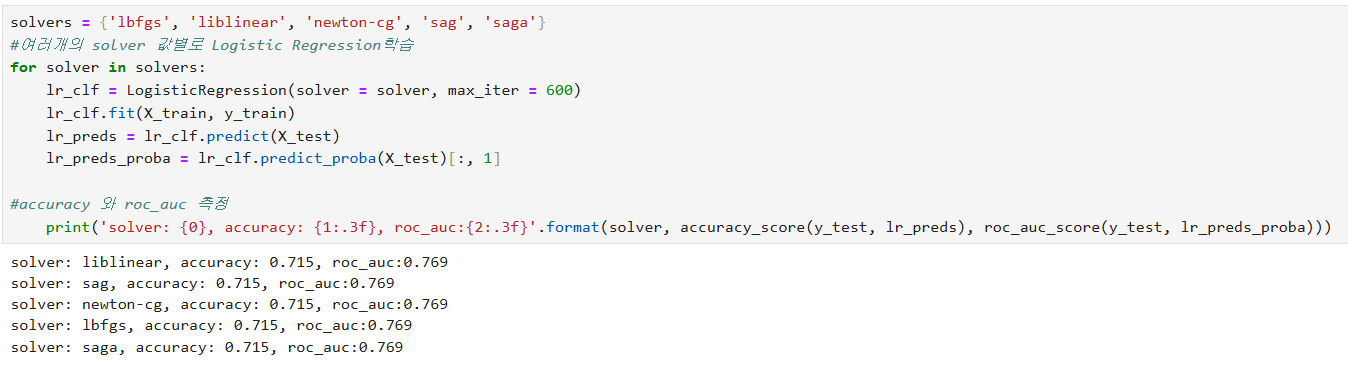 solvers = {'lbfgs', 'liblinear', 'newton-cg', 'sag', 'saga'}
#여러개의 solver 값별로 Logistic Regression학습
for solver in solvers:
    lr_clf = LogisticRegression(solver = solver, max_iter = 600)
    lr_clf.fit(X_train, y_train)
    lr_preds = lr_clf.predict(X_test)
    lr_preds_proba = lr_clf.predict_proba(X_test)[:, 1]
#accuracy 와 roc_auc 측정
    print('solver: {0}, accuracy: {1:.3f}, roc_auc:{2:.3f}'.format(solver, accuracy_score(y_test, lr_preds), roc_auc_score(y_test, lr_preds_proba)))
solver: liblinear, accuracy: 0.715, roc_auc:0.769
solver: sag, accuracy: 0.715, roc_auc:0.769
solver: newton-cg, accuracy: 0.715, roc_auc:0.769
solver: lbfgs, accuracy: 0.715, roc_auc:0.769
solver: saga, accuracy: 0.715, roc_auc:0.769